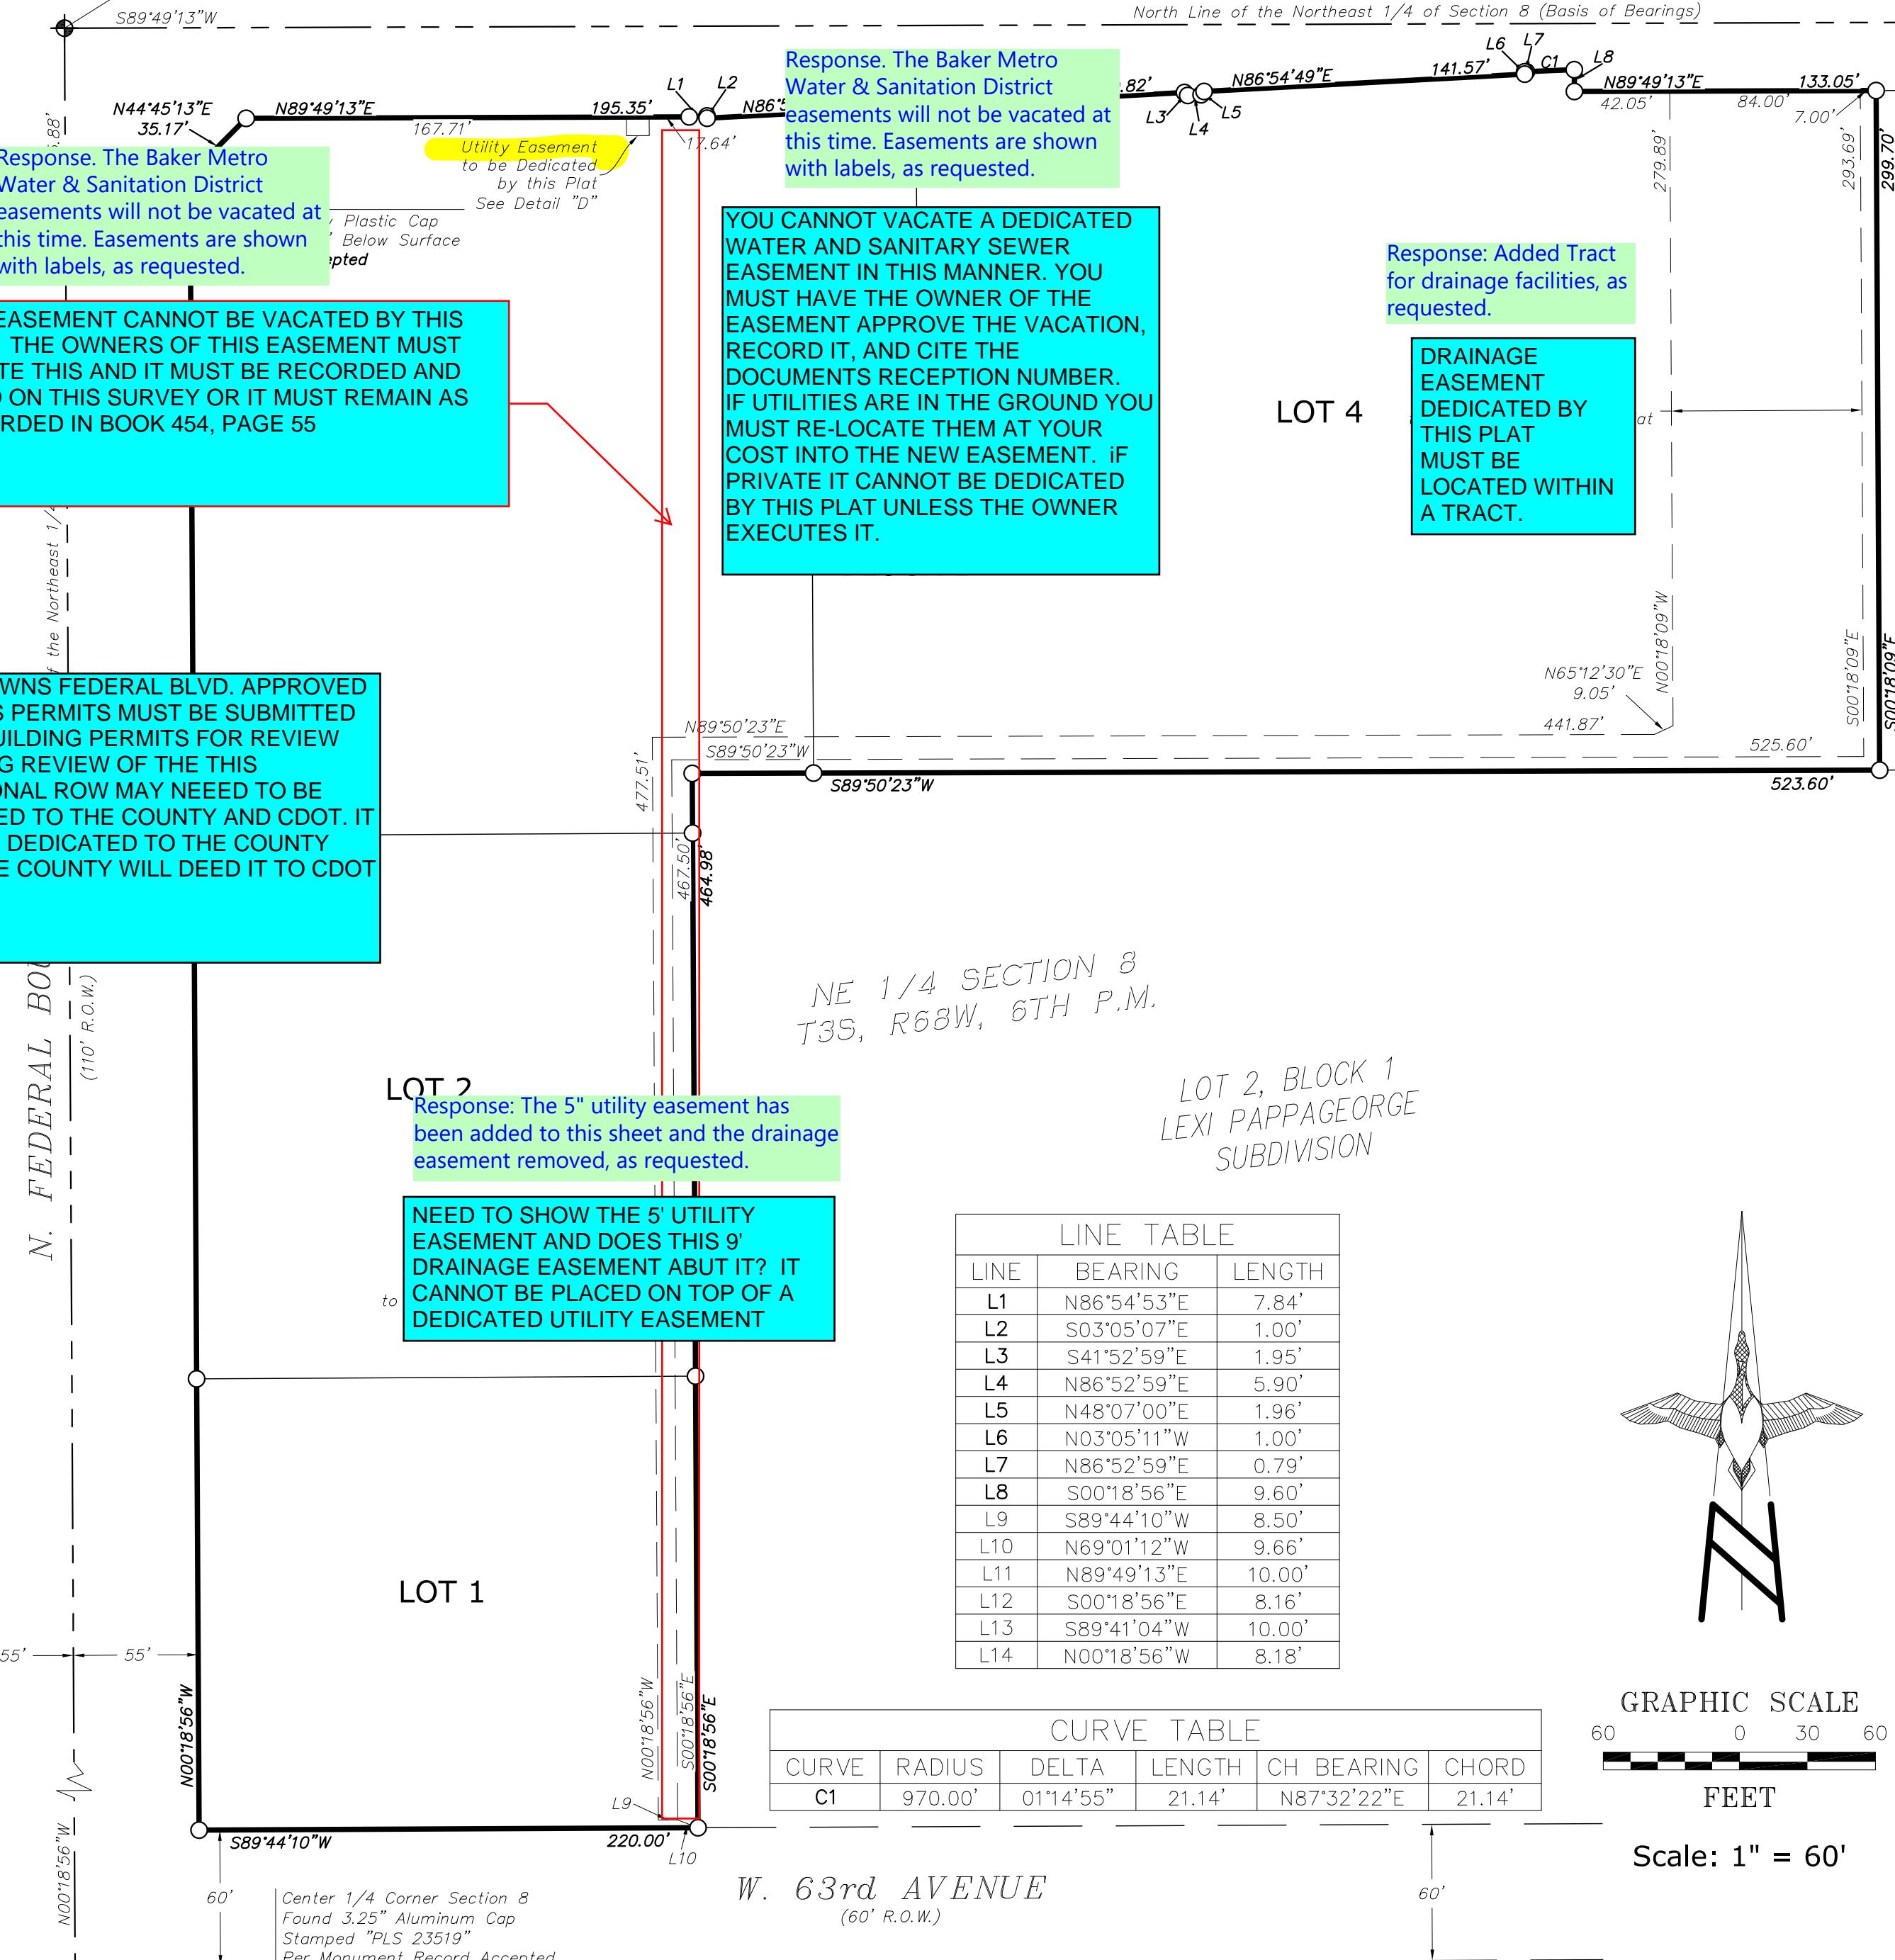 S89°49'13"W
North Line of the Northeast 1/4 of Section 8 (Basis of Bearings)
N44°45'13"E
35.17'
N89°49'13"E
195.35'
167.71'
17.64'
L1
L2
N86°5
.82'
L3
L4
L5
N86°54'49"E
141.57'
L6
L7
C1
L8
N89°49'13"E
133.05'
42.05'
84.00'
7.00'
5.88'
Utility Easement
to be Dedicated
by this Plat
See Detail "D"
Plastic Cap
Below Surface
epted
Response. The Baker Metro
Water & Sanitation District
easements will not be vacated at
this time. Easements are shown
with labels, as requested.
Response. The Baker Metro
Water & Sanitation District
easements will not be vacated at
this time. Easements are shown
with labels, as requested.
EASEMENT CANNOT BE VACATED BY THIS
THE OWNERS OF THIS EASEMENT MUST
TE THIS AND IT MUST BE RECORDED AND
ON THIS SURVEY OR IT MUST REMAIN AS
RDED IN BOOK 454, PAGE 55
YOU CANNOT VACATE A DEDICATED
WATER AND SANITARY SEWER
EASEMENT IN THIS MANNER. YOU
MUST HAVE THE OWNER OF THE
EASEMENT APPROVE THE VACATION,
RECORD IT, AND CITE THE
DOCUMENTS RECEPTION NUMBER.
IF UTILITIES ARE IN THE GROUND YOU
MUST RE-LOCATE THEM AT YOUR
COST INTO THE NEW EASEMENT. iF
PRIVATE IT CANNOT BE DEDICATED
BY THIS PLAT UNLESS THE OWNER
EXECUTES IT.
Response: Added Tract
for drainage facilities, as
requested.
DRAINAGE
EASEMENT
DEDICATED BY
THIS PLAT
MUST BE
LOCATED WITHIN
A TRACT.
at
LOT 4
279.89'
293.69'
299.70'
N00°18'09"W
S00°18'09"E
S00°18'09"E
N65°12'30"E
9.05'
441.87'
525.60'
523.60'
N89°50'23"E
S89°50'23"W
S89°50'23"W
477.51'
467.50'
464.98'
f the Northeast 1/4
WNS FEDERAL BLVD. APPROVED
S PERMITS MUST BE SUBMITTED
UILDING PERMITS FOR REVIEW
G REVIEW OF THE THIS
ONAL ROW MAY NEEED TO BE
ED TO THE COUNTY AND CDOT. IT
DEDICATED TO THE COUNTY
E COUNTY WILL DEED IT TO CDOT
N. FEDERAL BOU
(110' R.O.W.)
NE 1/4 SECTION 8
T3S, R68W, 6TH P.M.
LOT 2, BLOCK 1
LEXI PAPPAGEORGE
SUBDIVISION
LOT 2
Response: The 5" utility easement has
been added to this sheet and the drainage
easement removed, as requested.
to
NEED TO SHOW THE 5' UTILITY
EASEMENT AND DOES THIS 9'
DRAINAGE EASEMENT ABUT IT? IT
CANNOT BE PLACED ON TOP OF A
DEDICATED UTILITY EASEMENT
LINE TABLE
LINE BEARING LENGTH
L1 N86°54'53"E 7.84'
L2 S03°05'07"E 1.00'
L3 S41°52'59"E 1.95'
L4 N86°52'59"E 5.90'
L5 N48°07'00"E 1.96'
L6 N03°05'11"W 1.00'
L7 N86°52'59"E 0.79'
L8 S00°18'56"E 9.60'
L9 S89°44'10"W 8.50'
L10 N69°01'12"W 9.66'
L11 N89°49'13"E 10.00'
L12 S00°18'56"E 8.16'
L13 S89°41'04"W 10.00'
L14 N00°18'56"W 8.18'
LOT 1
55'
55'
N00°18'56"W
N00°18'56"W
N00°18'56"W
S00°18'56"E
S00°18'56"E
L9
L10
S89°44'10"W
220.00'
CURVE TABLE
CURVE RADIUS DELTA LENGTH CH BEARING CHORD
C1 970.00' 01°14'55" 21.14' N87°32'22"E 21.14'
GRAPHIC SCALE
60 0 30 60
FEET
Scale: 1" = 60'
W. 63rd AVENUE
(60' R.O.W.)
60'
60'
Center 1/4 Corner Section 8
Found 3.25" Aluminum Cap
Stamped "PLS 23519"
Per Monument Record Accepted